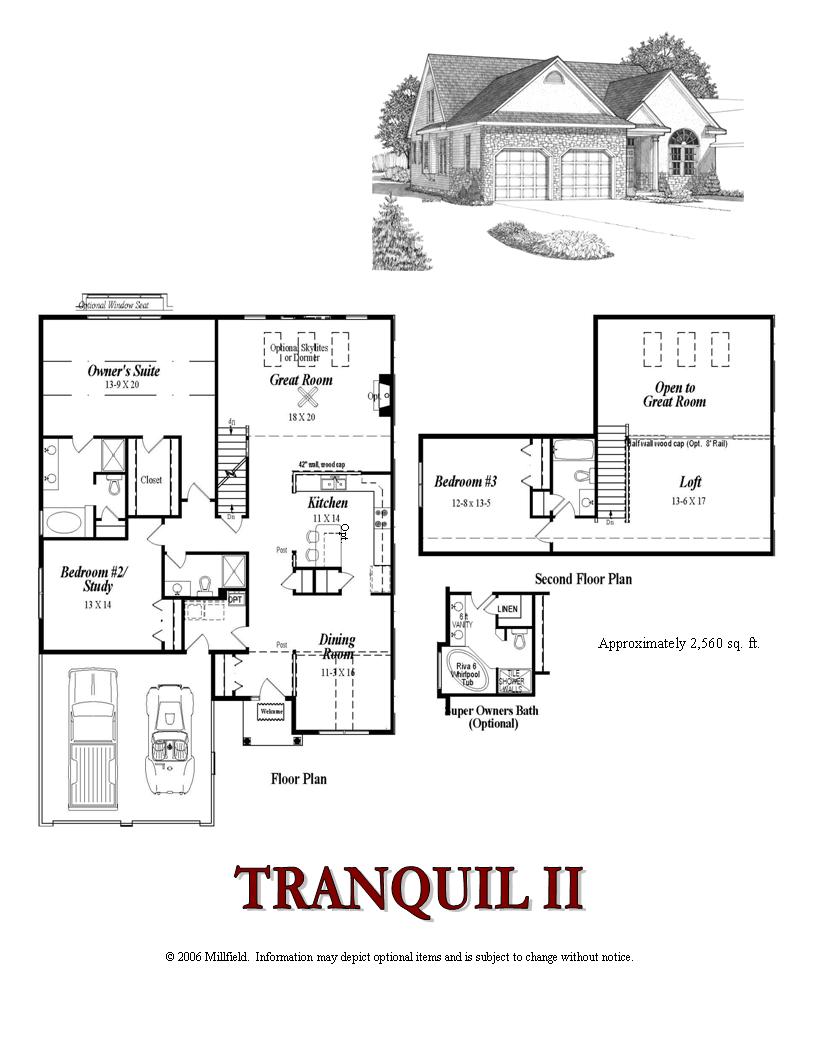 Optional Window Seat
Owner's Suite
13-9 X 20
Optional Skylites
or Dormer
Great Room
18 X 20
Opt.
4n
Closet
Dn
42" wall, wood cap
Kitchen
11 X 14
Opt
Post
Bedroom #2/
Study
13 X 14
OPT
Post
Dining
Room
11-3 X 16
Welcome
Floor Plan
Open to
Great Room
Half wall wood cap (Opt. 8' Rail)
Bedroom #3
12-8 x 13-5
Loft
13-6 X 17
Dn
Second Floor Plan
6 ft
VANITY
LINEN
Riva 6
Whirlpool
Tub
TILE
SHOWER
WALLS
Super Owners Bath
(Optional)
Approximately 2,560 sq. ft.
TRANQUIL II
© 2006 Millfield. Information may depict optional items and is subject to change without notice.